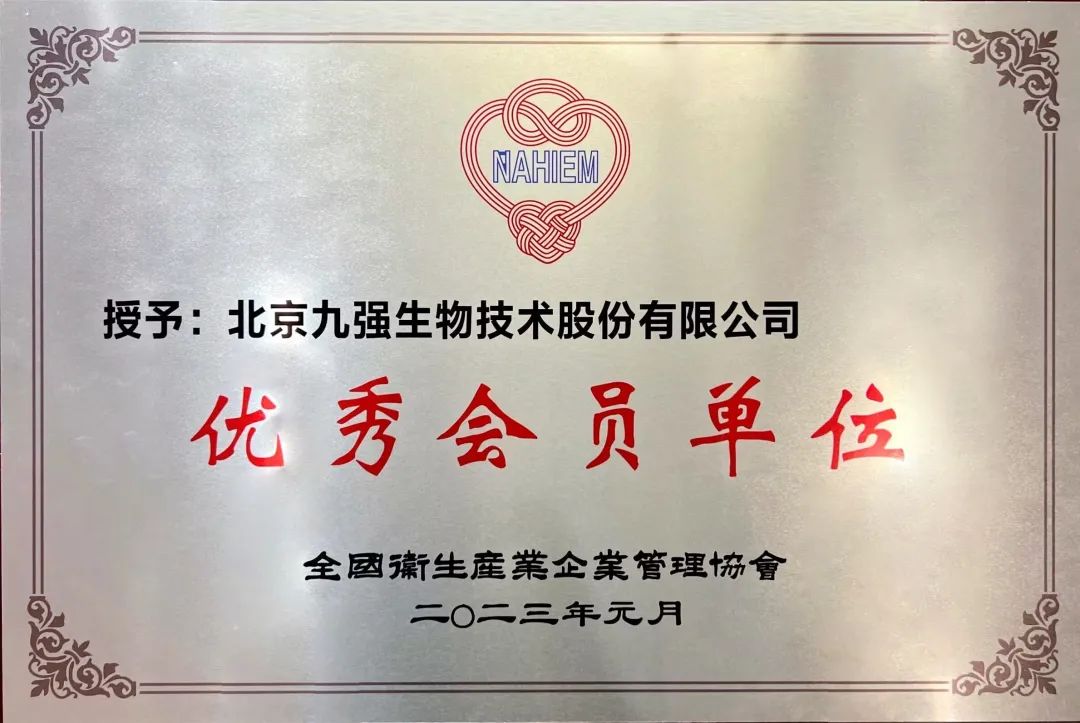 NAHIEM
授予：北京九强生物技术股份有限公司
优秀会员单位
全國衛生産業企業管理協會
二〇二三年元月